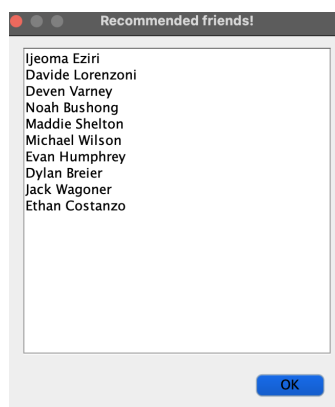 Recommended friends!
Ijeoma Eziri
Davide Lorenzoni
Deven Varney
Noah Bushong
Maddie Shelton
Michael Wilson
Evan Humphrey
Dylan Breier
Jack Wagoner
Ethan Costanzo
OK